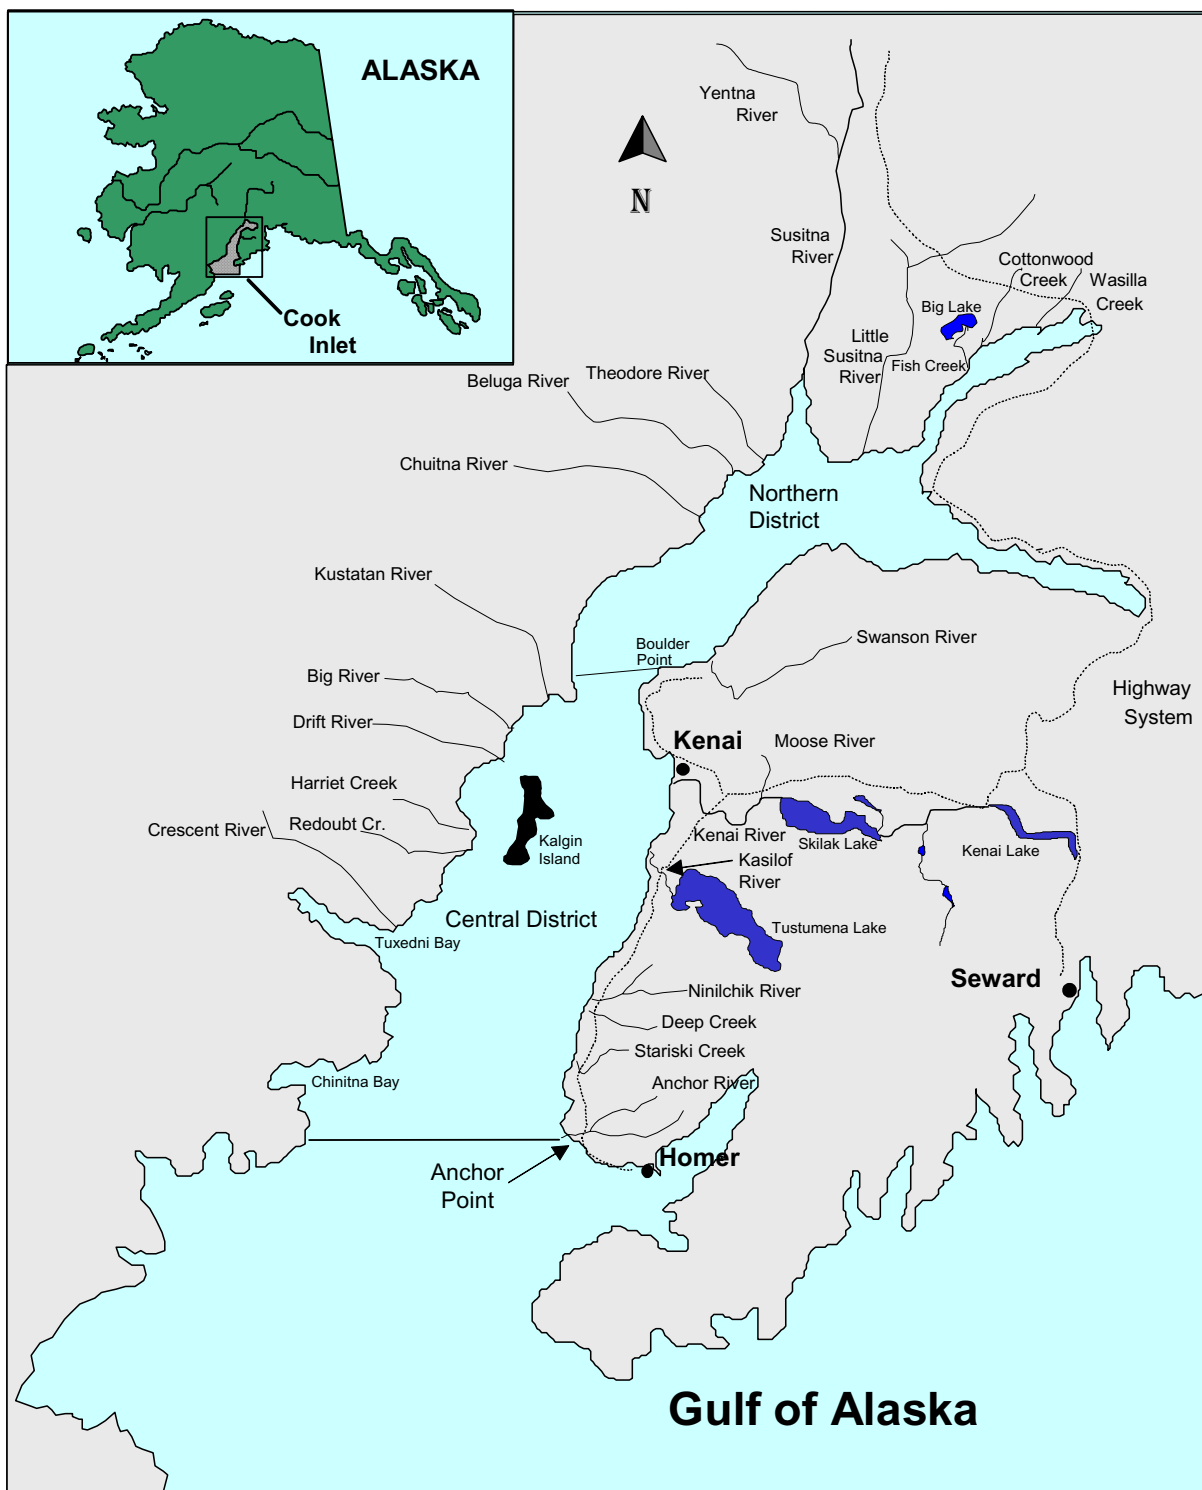 ALASKA
Cook
Inlet
N
Yentna
River
Susitna
River
Cottonwood
Creek
Wasilla
Creek
Big Lake
Little
Susitna
River
Fish Creek
Theodore River
Beluga River
Chuitna River
Northern
District
Kustatan River
Boulder
Point
Swanson River
Big River
Highway
System
Drift River
Kenai
Moose River
Harriet Creek
Redoubt Cr.
Crescent River
Kalgin
Island
Kenai River
Skilak Lake
Kenai Lake
Kasilof
River
Central District
Tustumena Lake
Tuxedni Bay
Seward
Ninilchik River
Deep Creek
Stariski Creek
Chinitna Bay
Anchor River
Homer
Anchor
Point
Gulf of Alaska